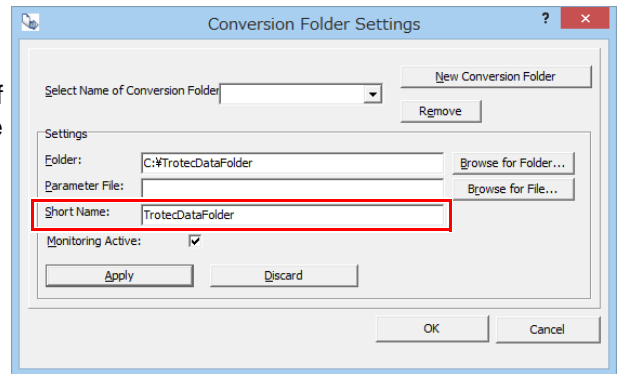 Conversion Folder Settings
?
×
f
e
Select Name of Conversion Folder
New Conversion Folder
Remove
Settings
Folder:
C:¥TrotecDataFolder
Browse for Folder...
Parameter File:
Browse for File...
Short Name:
TrotecDataFolder
Monitoring Active:
Apply
Discard
OK
Cancel